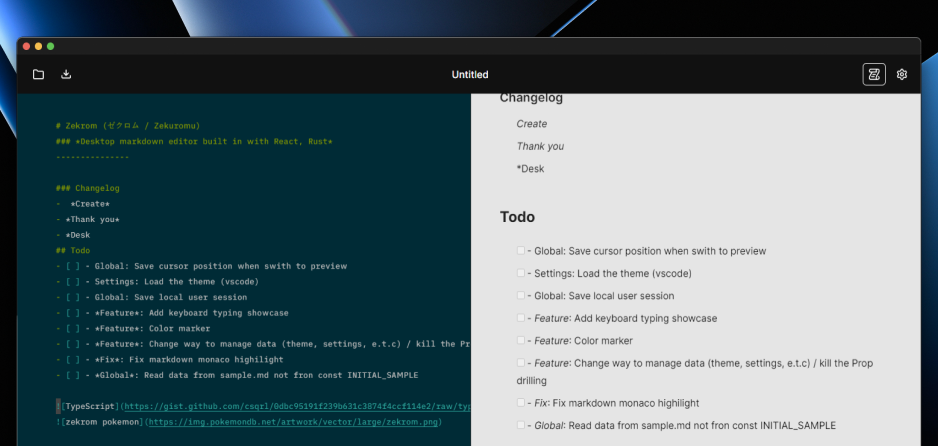 Untitled
# Zekrom (ゼクロム / Zekuromu)
### *Desktop markdown editor built in with React, Rust*
---------------
### Changelog
- *Create*
- *Thank you*
- *Desk
## Todo
- [ ] - Global: Save cursor position when swith to preview
- [ ] - Settings: Load the theme (vscode)
- [ ] - Global: Save local user session
- [ ] - *Feature*: Add keyboard typing showcase
- [ ] - *Feature*: Color marker
- [ ] - *Feature*: Change way to manage data (theme, settings, e.t.c) / kill the Pr
- [ ] - *Fix*: Fix markdown monaco highilight
- [ ] - *Global*: Read data from sample.md not fron const INITIAL_SAMPLE
![TypeScript](https://gist.github.com/csqrl/0dbc95191f239b631c3874f4ccf114e2/raw/typ
![zekrom pokemon](https://img.pokemondb.net/artwork/vector/large/zekrom.png)
Changelog
Create
Thank you
*Desk
Todo
- Global: Save cursor position when swith to preview
- Settings: Load the theme (vscode)
- Global: Save local user session
- Feature: Add keyboard typing showcase
- Feature: Color marker
- Feature: Change way to manage data (theme, settings, e.t.c) / kill the Prop
drilling
- Fix: Fix markdown monaco highilight
- Global: Read data from sample.md not fron const INITIAL_SAMPLE